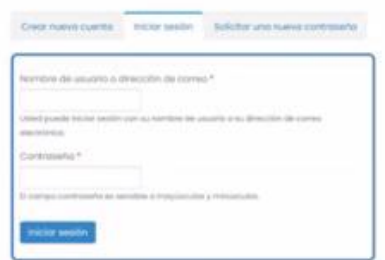 Crear nueva cuenta Iniciar sesión Solicitar una nueva contraseña
Nombre de usuario o dirección de correo *
Usted puede iniciar sesión con su nombre de usuario o su dirección de correo
electrónico.
Contraseña *
El campo contraseña es sensible a mayúsculas y minúsculas.
Iniciar sesión